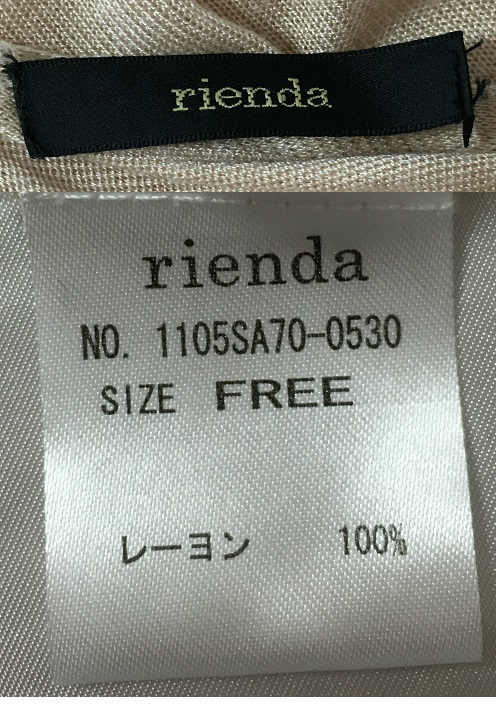 rienda
rienda
NO. 1105SA70-0530
SIZE FREE
レーヨン 100%